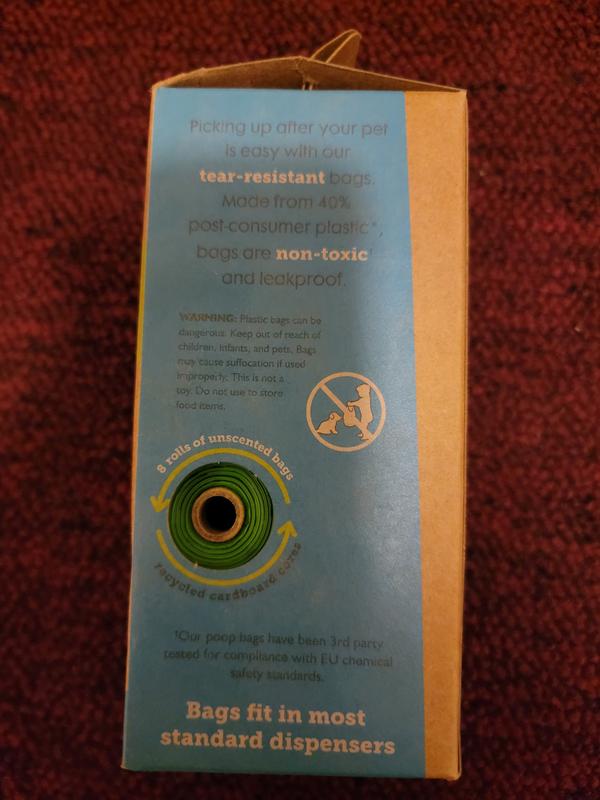 Picking up after your pet
is easy with our
tear-resistant bags.
Made from 40%
post-consumer plastic*,
bags are non-toxic†
and leakproof.
WARNING: Plastic bags can be
dangerous. Keep out of reach of
children, infants, and pets. Bags
may cause suffocation if used
improperly. This is not a
toy. Do not use to store
food items.
8 rolls of unscented bags
recycled cardboard cores
†Our poop bags have been 3rd party
tested for compliance with EU chemical
safety standards.
Bags fit in most
standard dispensers